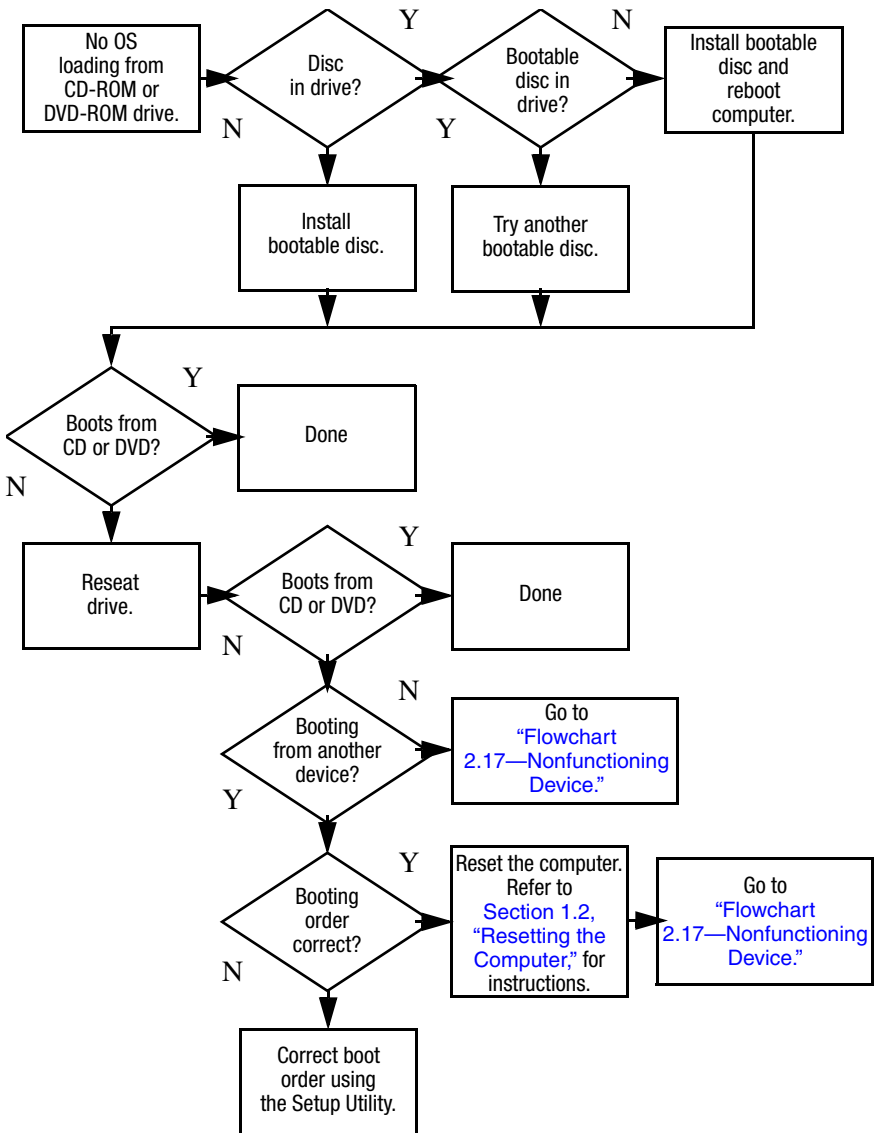 No OS
loading from
CD-ROM or
DVD-ROM drive.
Y
Disc
in drive?
N
N
Bootable
disc in
drive?
Y
Install bootable
disc and
reboot
computer.
Install
bootable disc.
Try another
bootable disc.
Y
Boots from
CD or DVD?
N
Done
Reseat
drive.
Y
Boots from
CD or DVD?
N
Done
N
Booting
from another
device?
Y
Go to
“Flowchart
2.17—Nonfunctioning
Device.”
Y
Booting
order
correct?
N
Reset the computer.
Refer to
Section 1.2,
“Resetting the
Computer,” for
instructions.
Go to
“Flowchart
2.17—Nonfunctioning
Device.”
Correct boot
order using
the Setup Utility.